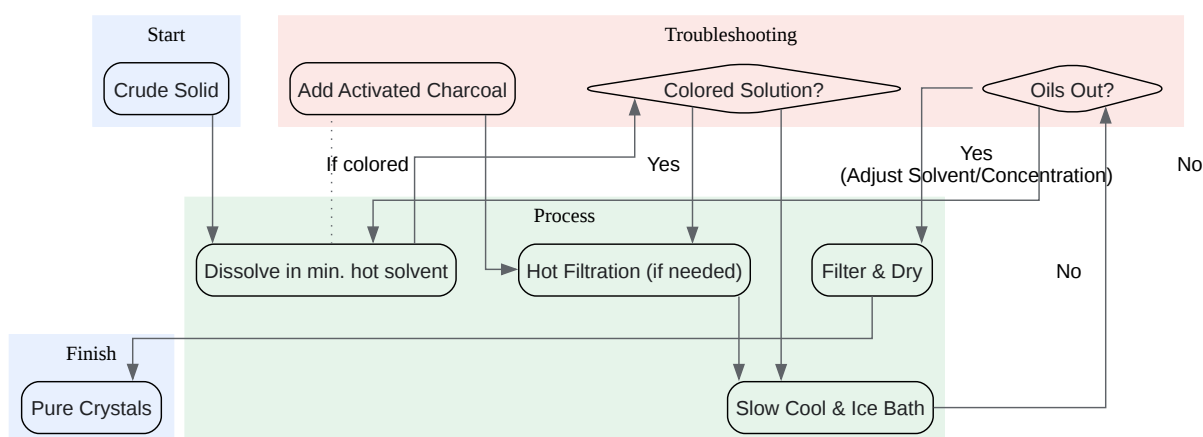 Start
Troubleshooting
Crude Solid
Add Activated Charcoal
Colored Solution?
Oils Out?
If colored
Yes
Yes
(Adjust Solvent/Concentration)
No
Process
Dissolve in min. hot solvent
Hot Filtration (if needed)
Filter & Dry
No
Finish
Pure Crystals
Slow Cool & Ice Bath